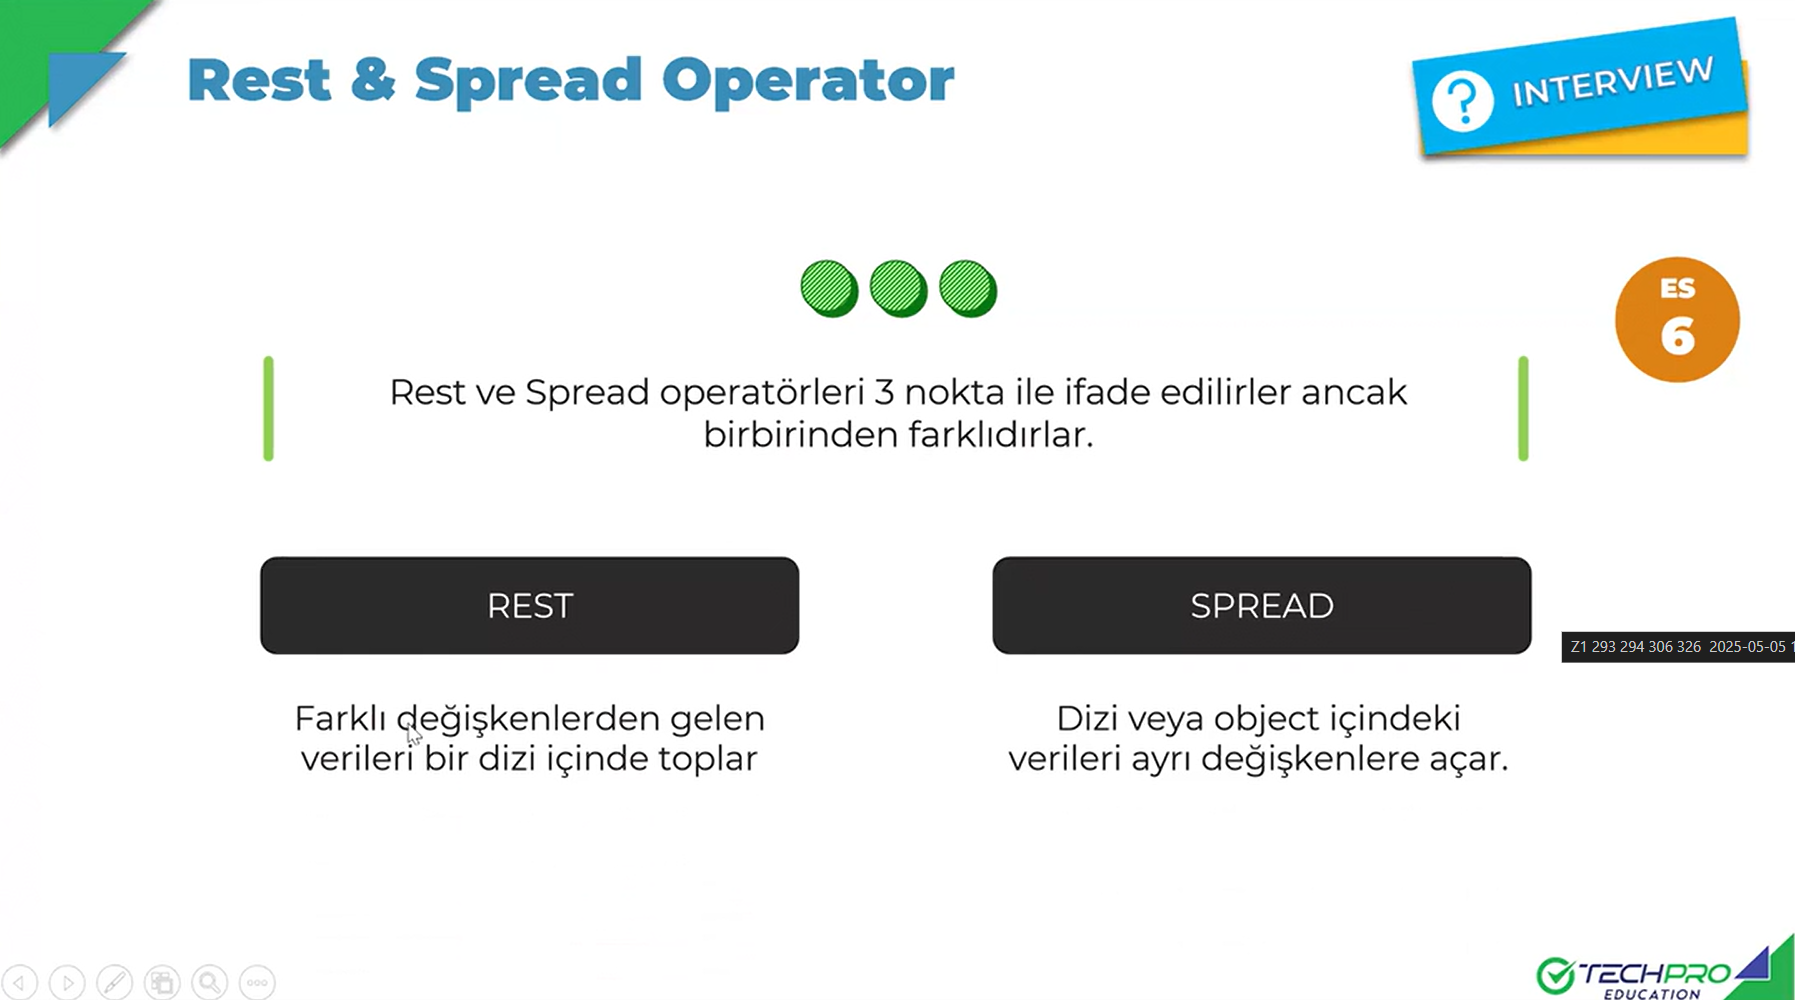 Rest & Spread Operator
? INTERVIEW
ES
6
Rest ve Spread operatörleri 3 nokta ile ifade edilirler ancak
birbirinden farklıdırlar.
REST
SPREAD
Z1 293 294 306 326 2025-05-05 1
Farklı değişkenlerden gelen
verileri bir dizi içinde toplar
Dizi veya object içindeki
verileri ayrı değişkenlere açar.
TECHPRO
EDUCATION